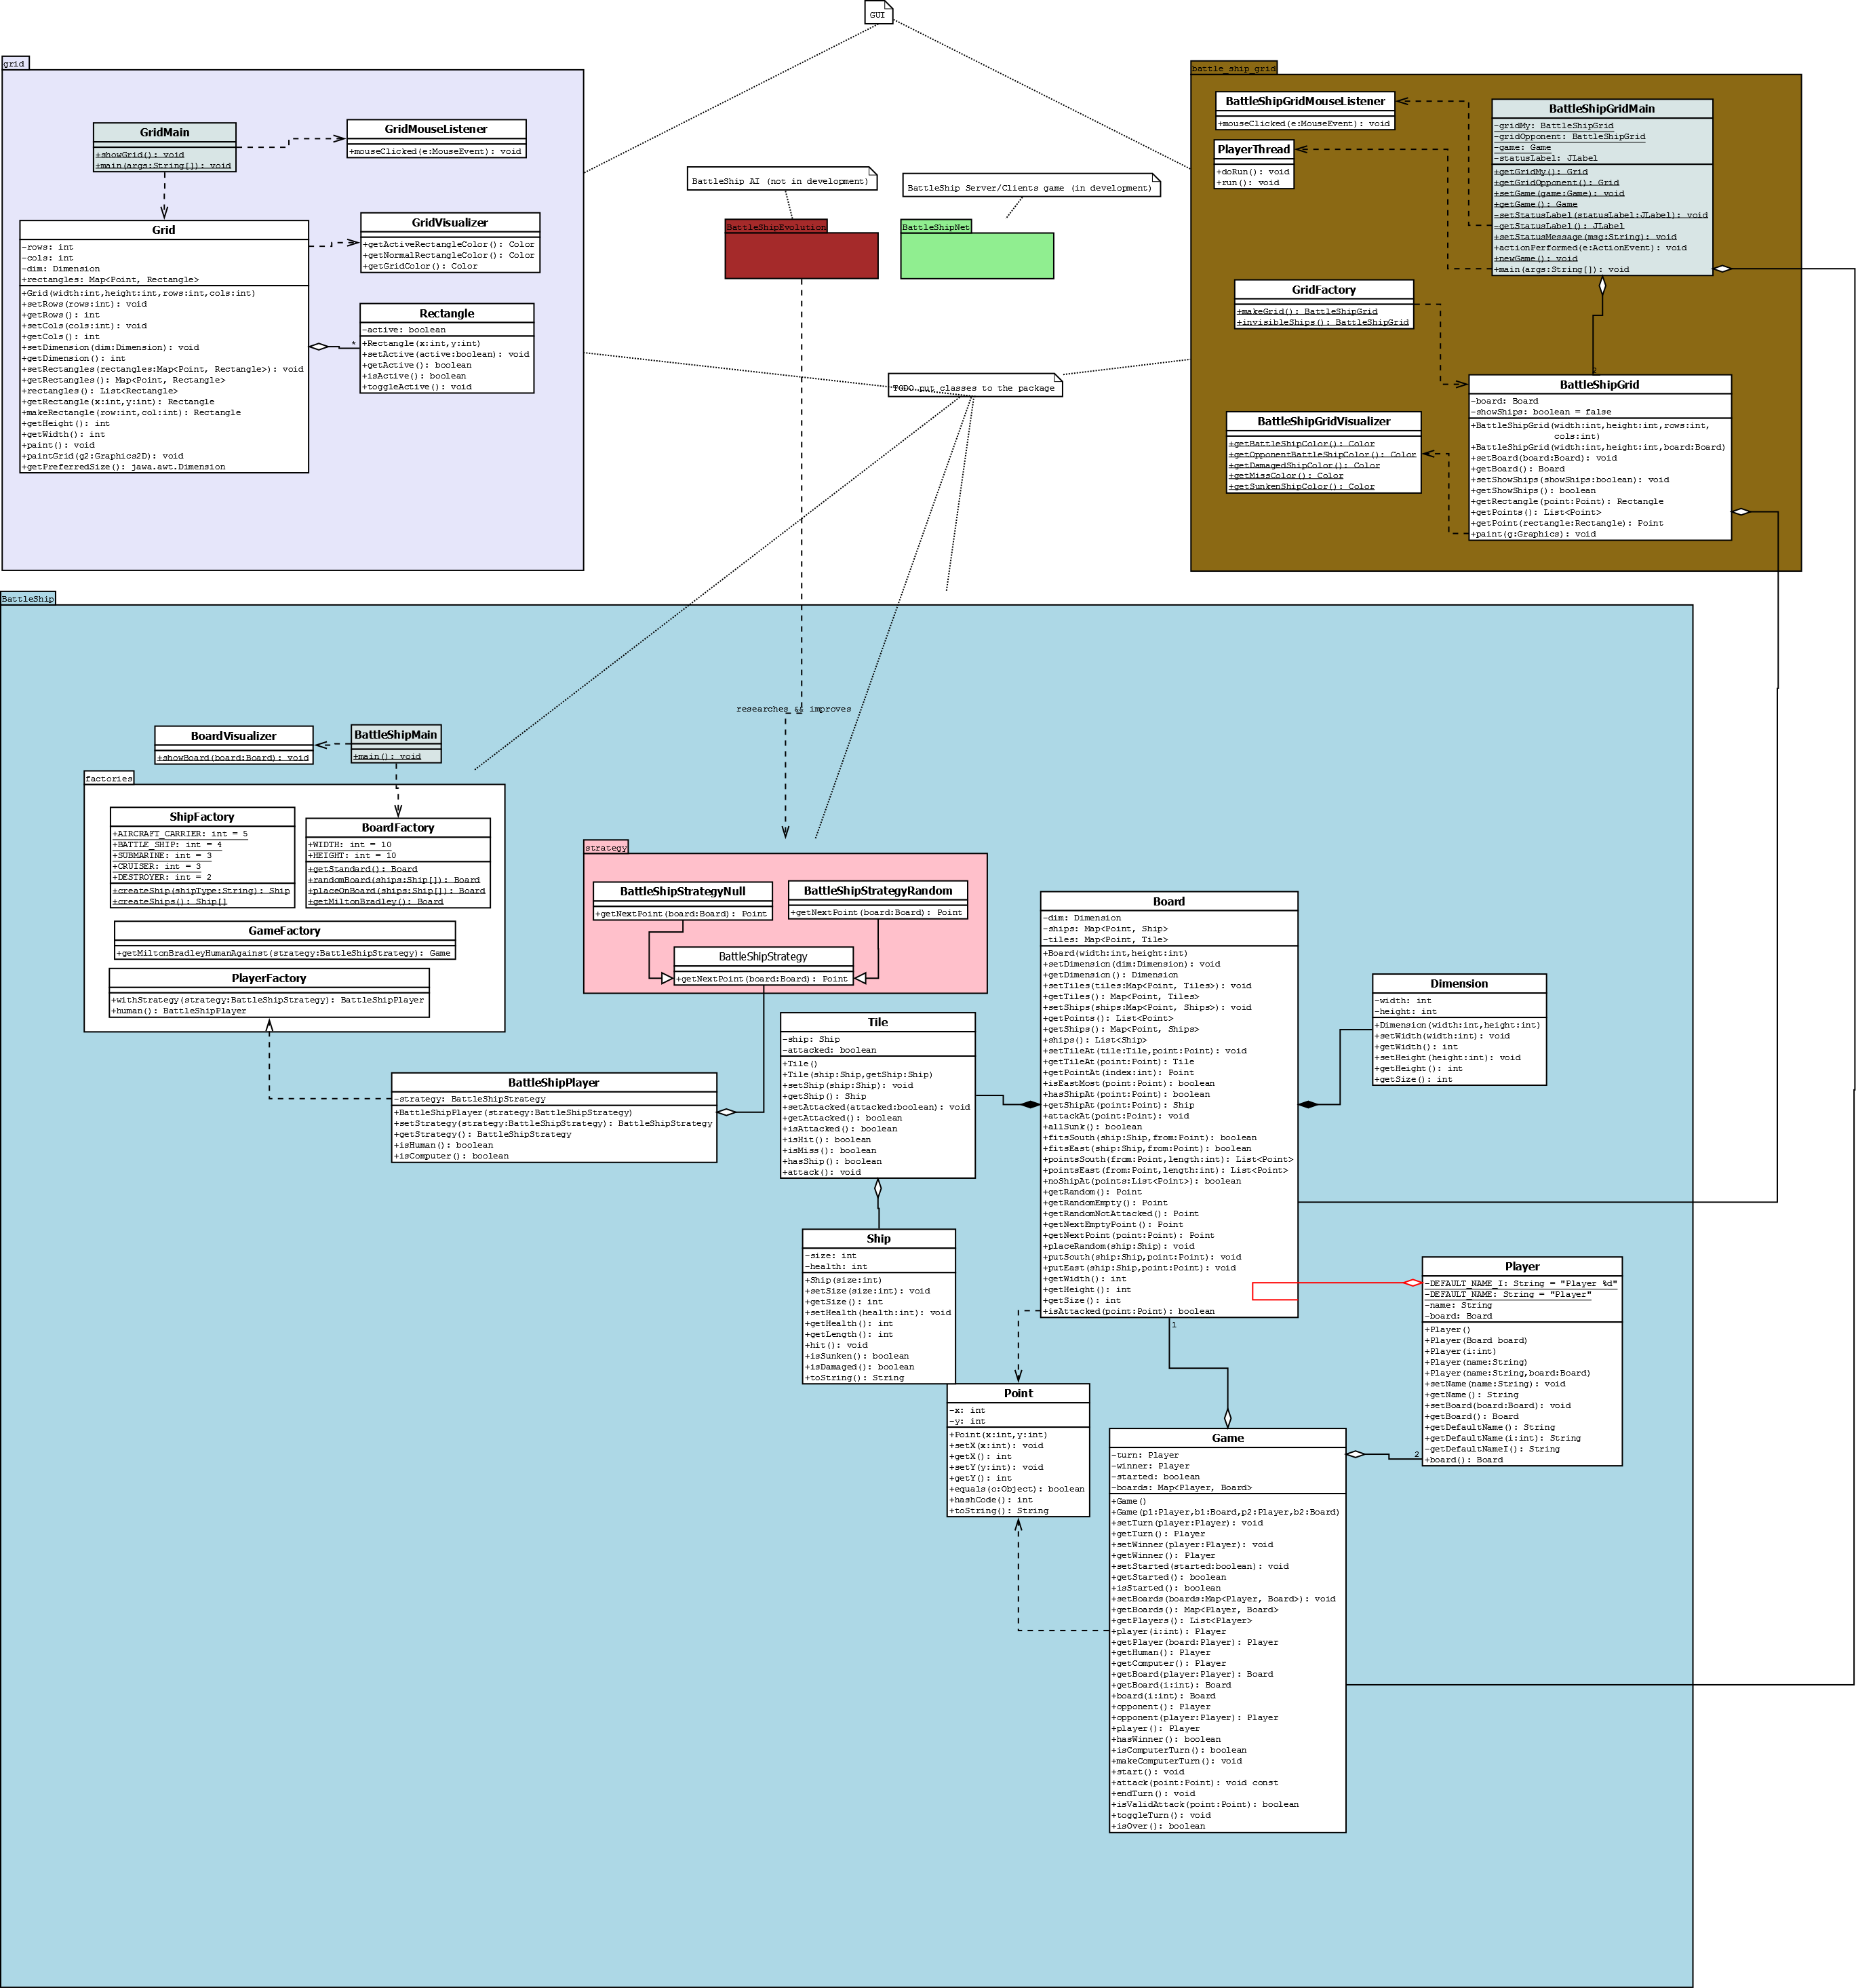 GUI
grid
GridMain
+showGrid(): void
+main(args:String[]): void
GridMouseListener
+mouseClicked(e:MouseEvent): void
Grid
-rows: int
-cols: int
-dim: Dimension
+rectangles: Map<Point, Rectangle>
+Grid(width:int,height:int,rows:int,cols:int)
+setRows(rows:int): void
+getRows(): int
+setCols(cols:int): void
+getCols(): int
+setDimension(dim:Dimension): void
+getDimension(): int
+setRectangles(rectangles:Map<Point, Rectangle>): void
+getRectangles(): Map<Point, Rectangle>
+rectangles(): List<Rectangle>
+getRectangle(x:int,y:int): Rectangle
+makeRectangle(row:int,col:int): Rectangle
+getHeight(): int
+getWidth(): int
+paint(): void
+paintGrid(g2:Graphics2D): void
+getPreferredSize(): jawa.awt.Dimension
GridVisualizer
+getActiveRectangleColor(): Color
+getNormalRectangleColor(): Color
+getGridColor(): Color
Rectangle
-active: boolean
+Rectangle(x:int,y:int)
+setActive(active:boolean): void
+getActive(): boolean
+isActive(): boolean
+toggleActive(): void
*
BattleShip AI (not in development)
BattleShip Server/Clients game (in development)
BattleShipEvolution
BattleShipNet
TODO put classes to the package
battle_ship_grid
BattleShipGridMouseListener
+mouseClicked(e:MouseEvent): void
PlayerThread
+doRun(): void
+run(): void
BattleShipGridMain
-gridMy: BattleShipGrid
-gridOpponent: BattleShipGrid
-game: Game
-statusLabel: JLabel
+getGridMy(): Grid
+getGridOpponent(): Grid
+setGame(game:Game): void
+getGame(): Game
-setStatusLabel(statusLabel:JLabel): void
-getStatusLabel(): JLabel
+setStatusMessage(msg:String): void
+actionPerformed(e:ActionEvent): void
+newGame(): void
+main(args:String[]): void
GridFactory
+makeGrid(): BattleShipGrid
+invisibleShips(): BattleShipGrid
2
BattleShipGrid
-board: Board
-showShips: boolean = false
+BattleShipGrid(width:int,height:int,rows:int,
cols:int)
+BattleShipGrid(width:int,height:int,board:Board)
+setBoard(board:Board): void
+getBoard(): Board
+setShowShips(showShips:boolean): void
+getShowShips(): boolean
+getRectangle(point:Point): Rectangle
+getPoints(): List<Point>
+getPoint(rectangle:Rectangle): Point
+paint(g:Graphics): void
BattleShipGridVisualizer
+getBattleShipColor(): Color
+getOpponentBattleShipColor(): Color
+getDamagedShipColor(): Color
+getMissColor(): Color
+getSunkenShipColor(): Color
BattleShip
researches && improves
BoardVisualizer
+showBoard(board:Board): void
BattleShipMain
+main(): void
factories
ShipFactory
+AIRCRAFT_CARRIER: int = 5
+BATTLE_SHIP: int = 4
+SUBMARINE: int = 3
+CRUISER: int = 3
+DESTROYER: int = 2
+createShip(shipType:String): Ship
+createShips(): Ship[]
BoardFactory
+WIDTH: int = 10
+HEIGHT: int = 10
+getStandard(): Board
+randomBoard(ships:Ship[]): Board
+placeOnBoard(ships:Ship[]): Board
+getMiltonBradley(): Board
GameFactory
+getMiltonBradleyHumanAgainst(strategy:BattleShipStrategy): Game
PlayerFactory
+withStrategy(strategy:BattleShipStrategy): BattleShipPlayer
+human(): BattleShipPlayer
strategy
BattleShipStrategyNull
+getNextPoint(board:Board): Point
BattleShipStrategyRandom
+getNextPoint(board:Board): Point
BattleShipStrategy
+getNextPoint(board:Board): Point
BattleShipPlayer
-strategy: BattleShipStrategy
+BattleShipPlayer(strategy:BattleShipStrategy)
+setStrategy(strategy:BattleShipStrategy): BattleShipStrategy
+getStrategy(): BattleShipStrategy
+isHuman(): boolean
+isComputer(): boolean
Tile
-ship: Ship
-attacked: boolean
+Tile()
+Tile(ship:Ship,getShip:Ship)
+setShip(ship:Ship): void
+getShip(): Ship
+setAttacked(attacked:boolean): void
+getAttacked(): boolean
+isAttacked(): boolean
+isHit(): boolean
+isMiss(): boolean
+hasShip(): boolean
+attack(): void
Ship
-size: int
-health: int
+Ship(size:int)
+setSize(size:int): void
+getSize(): int
+setHealth(health:int): void
+getHealth(): int
+getLength(): int
+hit(): void
+isSunken(): boolean
+isDamaged(): boolean
+toString(): String
Board
-dim: Dimension
-ships: Map<Point, Ship>
-tiles: Map<Point, Tile>
+Board(width:int,height:int)
+setDimension(dim:Dimension): void
+getDimension(): Dimension
+setTiles(tiles:Map<Point, Tiles>): void
+getTiles(): Map<Point, Tiles>
+setShips(ships:Map<Point, Ships>): void
+getPoints(): List<Point>
+getShips(): Map<Point, Ships>
+ships(): List<Ship>
+setTileAt(tile:Tile,point:Point): void
+getTileAt(point:Point): Tile
+getPointAt(index:int): Point
+isEastMost(point:Point): boolean
+hasShipAt(point:Point): boolean
+getShipAt(point:Point): Ship
+attackAt(point:Point): void
+allSunk(): boolean
+fitsSouth(ship:Ship,from:Point): boolean
+fitsEast(ship:Ship,from:Point): boolean
+pointsSouth(from:Point,length:int): List<Point>
+pointsEast(from:Point,length:int): List<Point>
+noShipAt(points:List<Point>): boolean
+getRandom(): Point
+getRandomEmpty(): Point
+getRandomNotAttacked(): Point
+getNextEmptyPoint(): Point
+getNextPoint(point:Point): Point
+placeRandom(ship:Ship): void
+putSouth(ship:Ship,point:Point): void
+putEast(ship:Ship,point:Point): void
+getWidth(): int
+getHeight(): int
+getSize(): int
+isAttacked(point:Point): boolean
1
Dimension
-width: int
-height: int
+Dimension(width:int,height:int)
+setWidth(width:int): void
+getWidth(): int
+setHeight(height:int): void
+getHeight(): int
+getSize(): int
Player
-DEFAULT_NAME_I: String = "Player %d"
-DEFAULT_NAME: String = "Player"
-name: String
-board: Board
+Player()
+Player(Board board)
+Player(i:int)
+Player(name:String)
+Player(name:String,board:Board)
+setName(name:String): void
+getName(): String
+setBoard(board:Board): void
+getBoard(): Board
+getDefaultName(): String
+getDefaultName(i:int): String
-getDefaultNameI(): String
+board(): Board
2
Point
-x: int
-y: int
+Point(x:int,y:int)
+setX(x:int): void
+getX(): int
+setY(y:int): void
+getY(): int
+equals(o:Object): boolean
+hashCode(): int
+toString(): String
Game
-turn: Player
-winner: Player
-started: boolean
-boards: Map<Player, Board>
+Game()
+Game(p1:Player,b1:Board,p2:Player,b2:Board)
+setTurn(player:Player): void
+getTurn(): Player
+setWinner(player:Player): void
+getWinner(): Player
+setStarted(started:boolean): void
+getStarted(): boolean
+isStarted(): boolean
+setBoards(boards:Map<Player, Board>): void
+getBoards(): Map<Player, Board>
+getPlayers(): List<Player>
+player(i:int): Player
+getPlayer(board:Player): Player
+getHuman(): Player
+getComputer(): Player
+getBoard(player:Player): Board
+getBoard(i:int): Board
+board(i:int): Board
+opponent(): Player
+opponent(player:Player): Player
+player(): Player
+hasWinner(): boolean
+isComputerTurn(): boolean
+makeComputerTurn(): void
+start(): void
+attack(point:Point): void const
+endTurn(): void
+isValidAttack(point:Point): boolean
+toggleTurn(): void
+isOver(): boolean